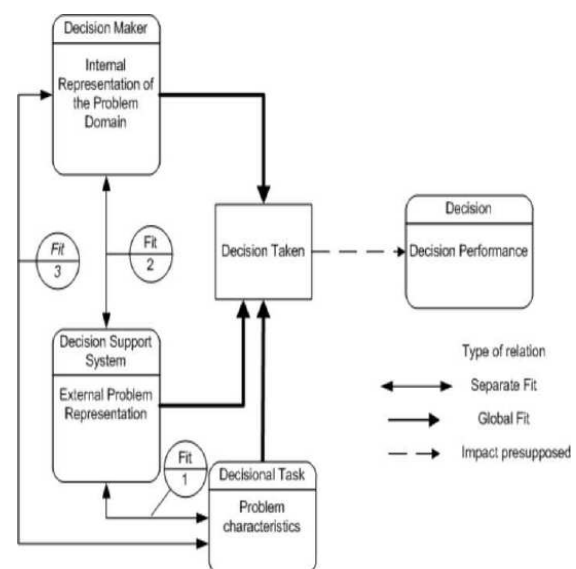 Decision Maker
Internal
Representation of
the Problem
Domain
Fit
3
Fit
2
Decision Taken
Decision
Decision Performance
Decision Support
System
External Problem
Representation
Fit
1
Decisional Task
Problem
characteristics
Type of relation
Separate Fit
Global Fit
Impact presupposed